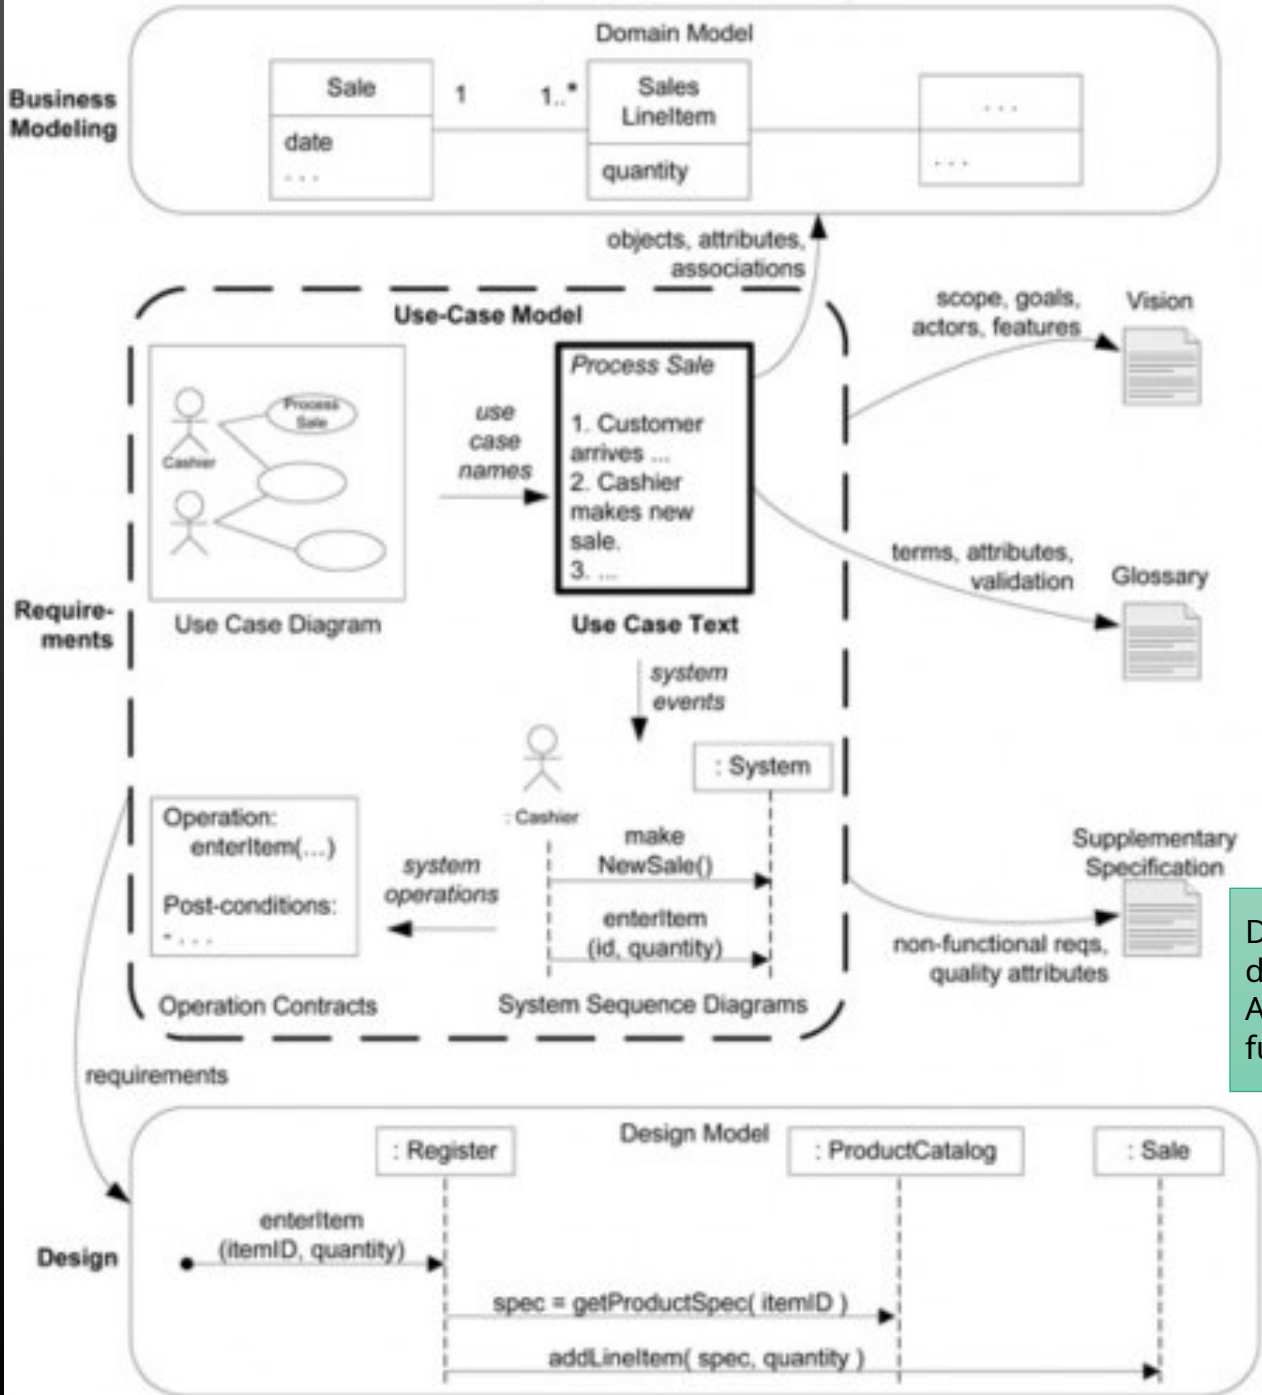 Domain Model
Business
Modeling
Sale
date
. . .
1
1..*
Sales
LineItem
quantity
. . .
. . .
objects, attributes,
associations
Require-
ments
Use-Case Model
Cashier
Process
Sale
Use Case Diagram
use
case
names
Process Sale
1. Customer
arrives ...
2. Cashier
makes new
sale.
3. ...
Use Case Text
scope, goals,
actors, features
Vision
terms, attributes,
validation
Glossary
system
events
: Cashier
: System
make
NewSale()
enterItem
(id, quantity)
System Sequence Diagrams
system
operations
Operation:
enterItem(...)
Post-conditions:
- . . .
Operation Contracts
Supplementary
Specification
non-functional reqs,
quality attributes
D
d
A
fu
requirements
Design
Design Model
: Register
: ProductCatalog
: Sale
enterItem
(itemID, quantity)
spec = getProductSpec( itemID )
addLineItem( spec, quantity )